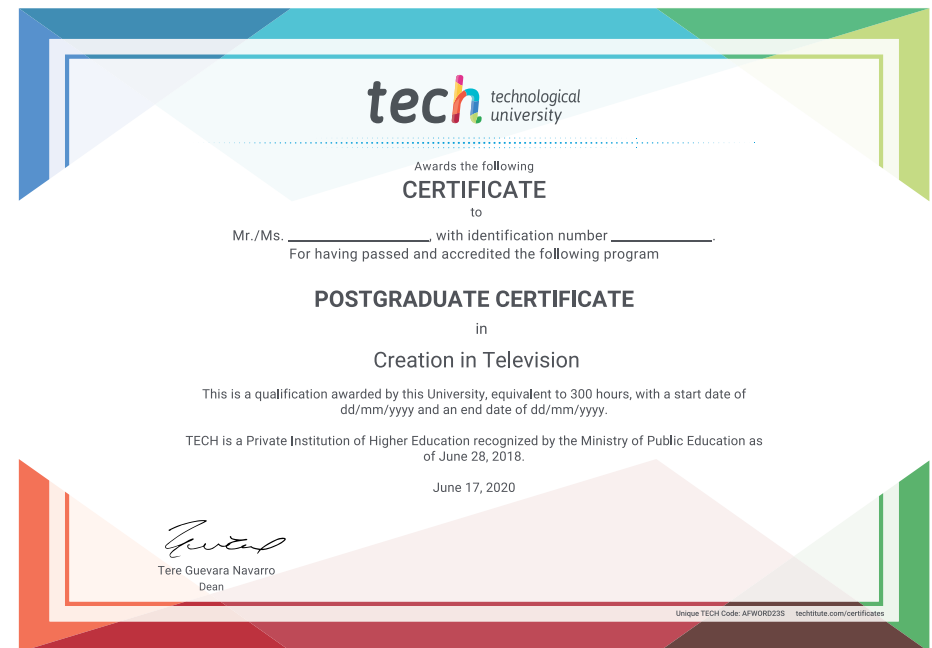 tech technological
university
Awards the following
CERTIFICATE
to
Mr./Ms. ____________________, with identification number ______________.
For having passed and accredited the following program
POSTGRADUATE CERTIFICATE
in
Creation in Television
This is a qualification awarded by this University, equivalent to 300 hours, with a start date of
dd/mm/yyyy and an end date of dd/mm/yyyy.
TECH is a Private Institution of Higher Education recognized by the Ministry of Public Education as
of June 28, 2018.
June 17, 2020
Tere Guevara Navarro
Dean
Unique TECH Code: AFWORD23S techtitute.com/certificates